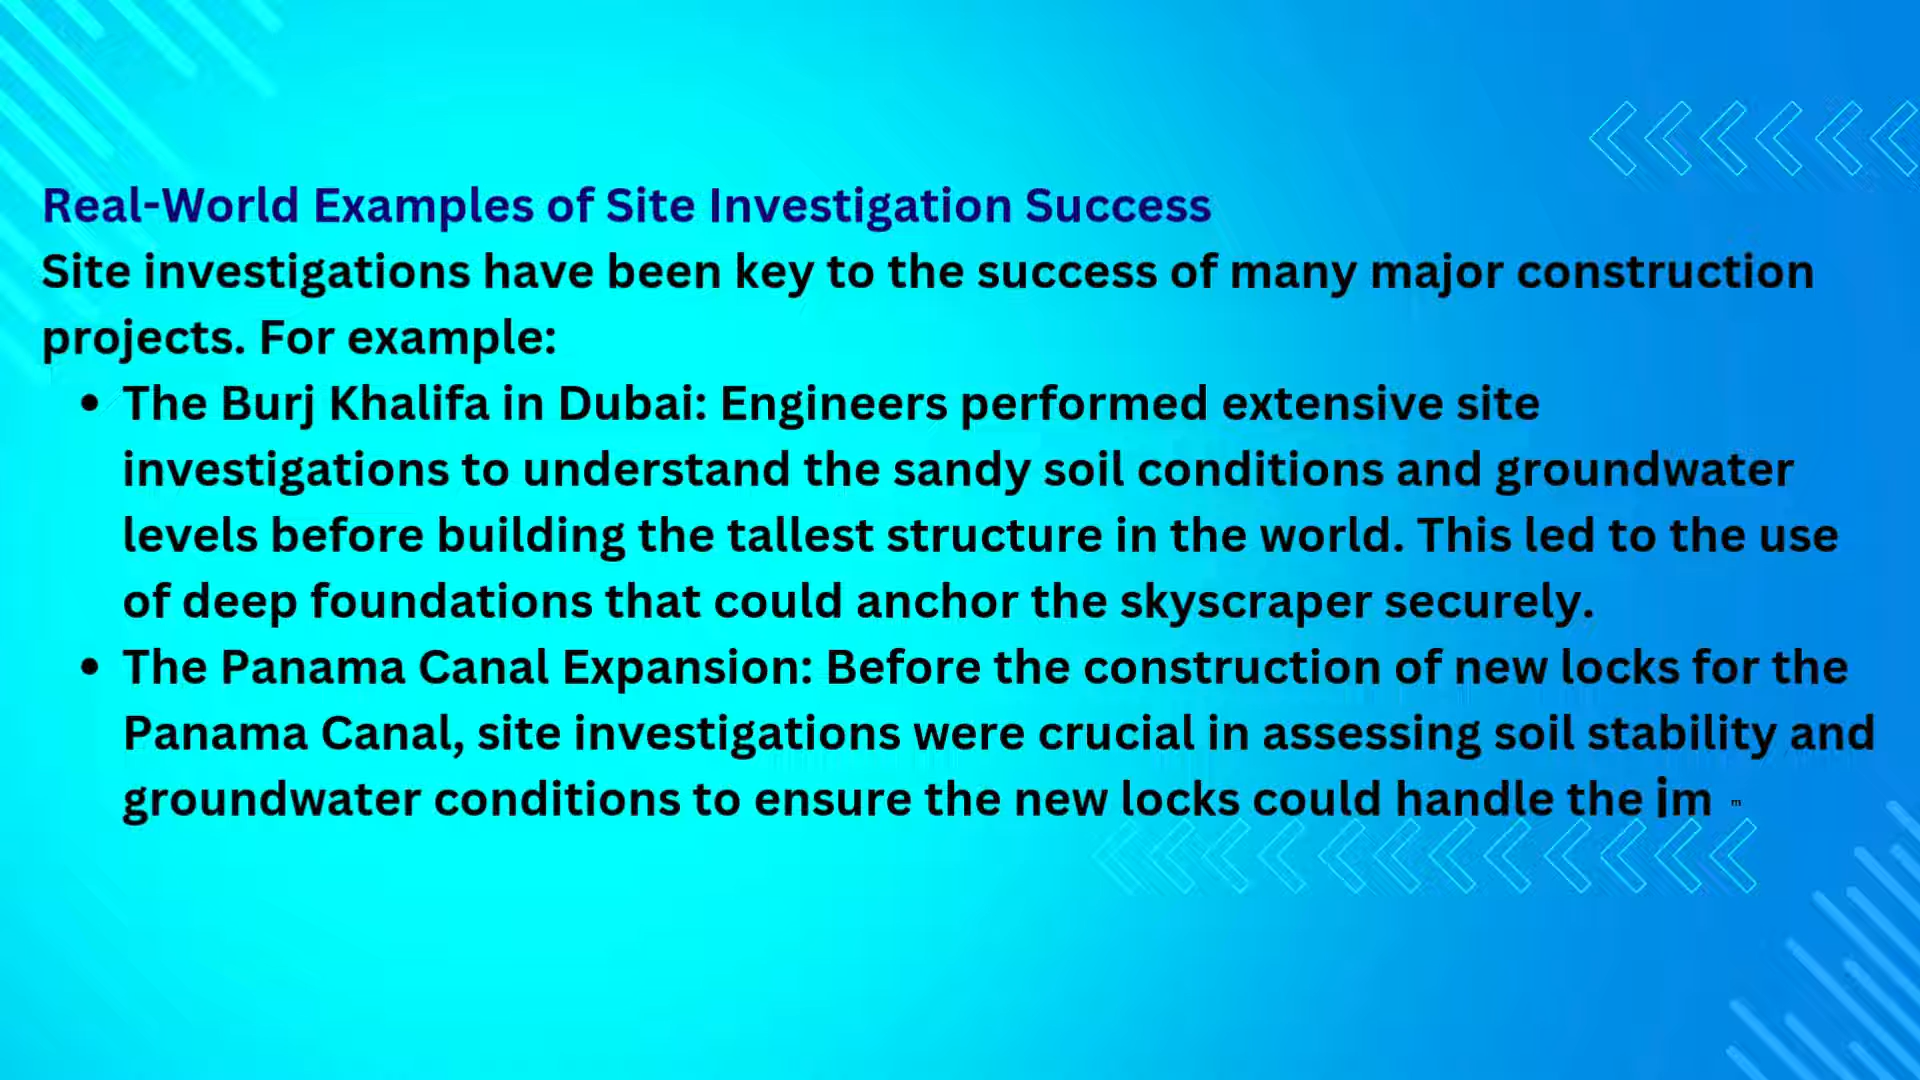 Real-World Examples of Site Investigation Success
Site investigations have been key to the success of many major construction
projects. For example:
• The Burj Khalifa in Dubai: Engineers performed extensive site
investigations to understand the sandy soil conditions and groundwater
levels before building the tallest structure in the world. This led to the use
of deep foundations that could anchor the skyscraper securely.
• The Panama Canal Expansion: Before the construction of new locks for the
Panama Canal, site investigations were crucial in assessing soil stability and
groundwater conditions to ensure the new locks could handle the im m